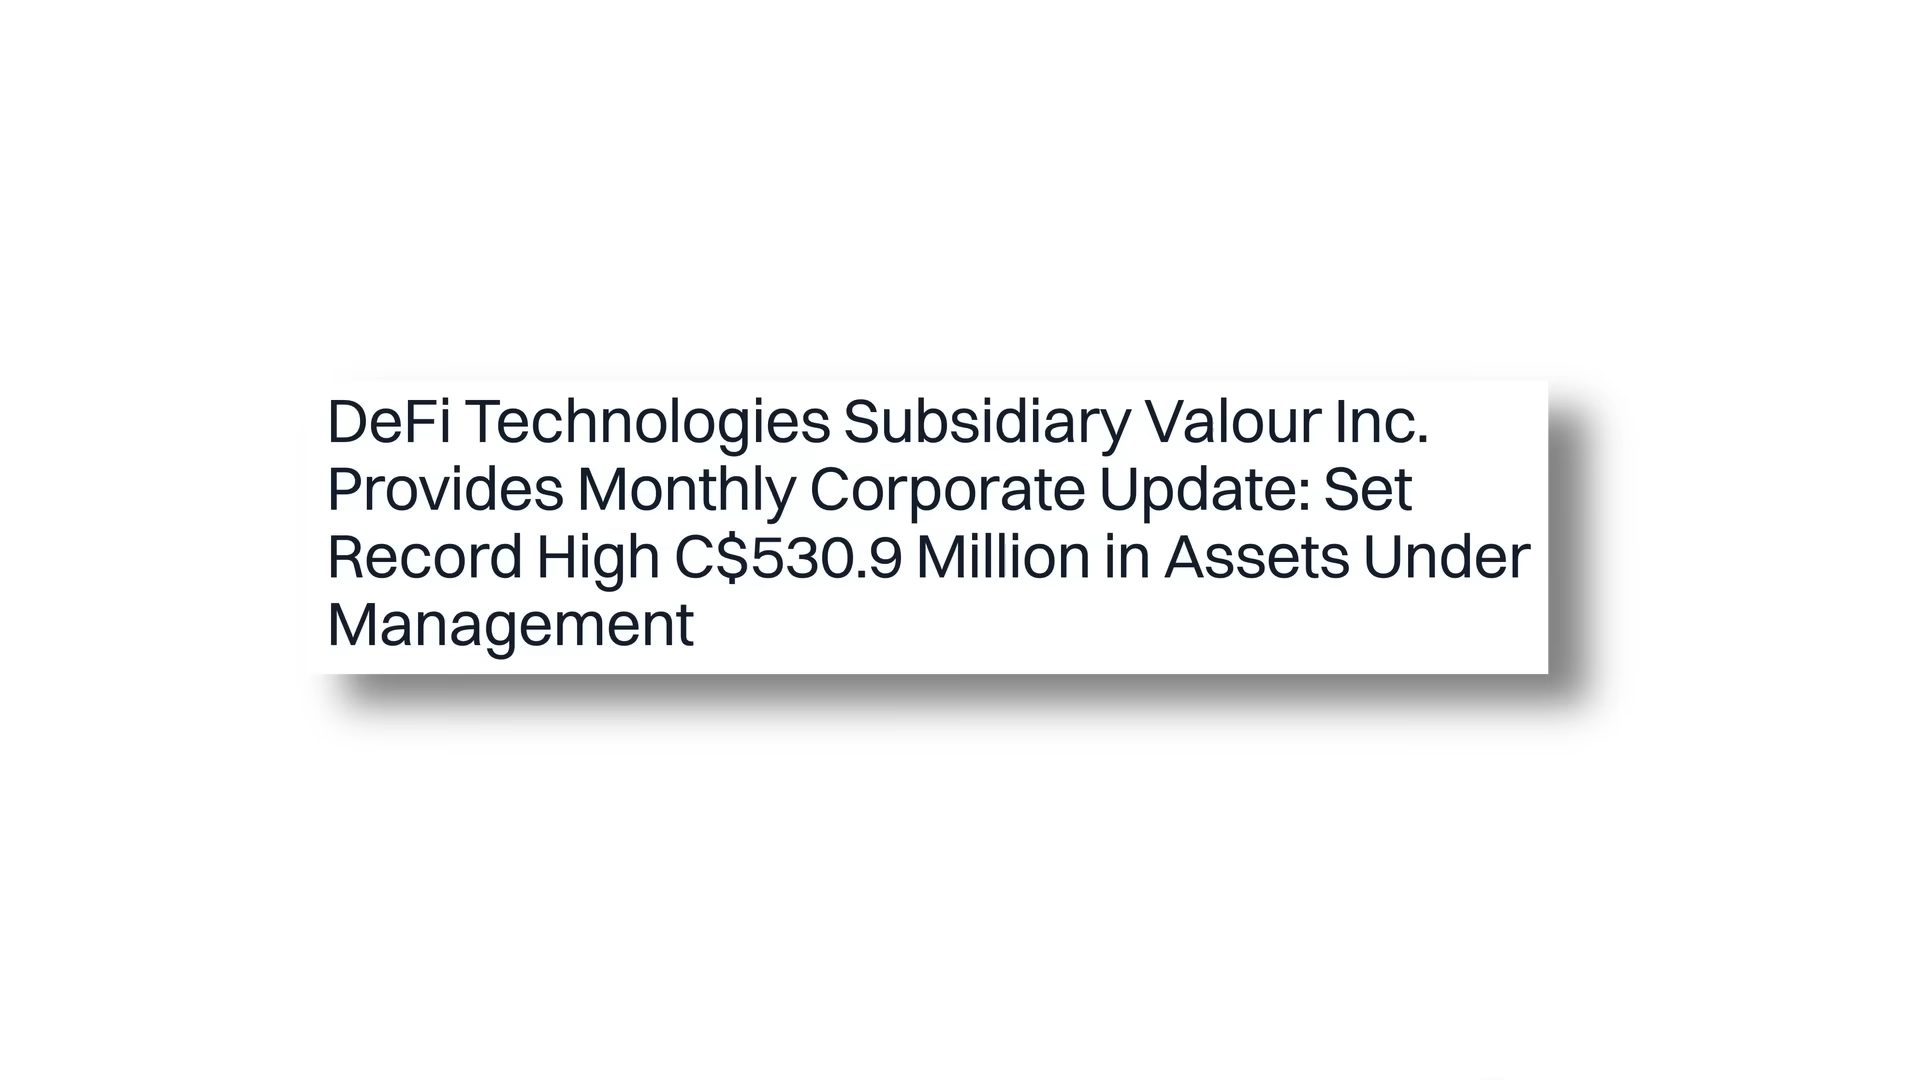 DeFi Technologies Subsidiary Valour Inc.
Provides Monthly Corporate Update: Set
Record High C$530.9 Million in Assets Under
Management